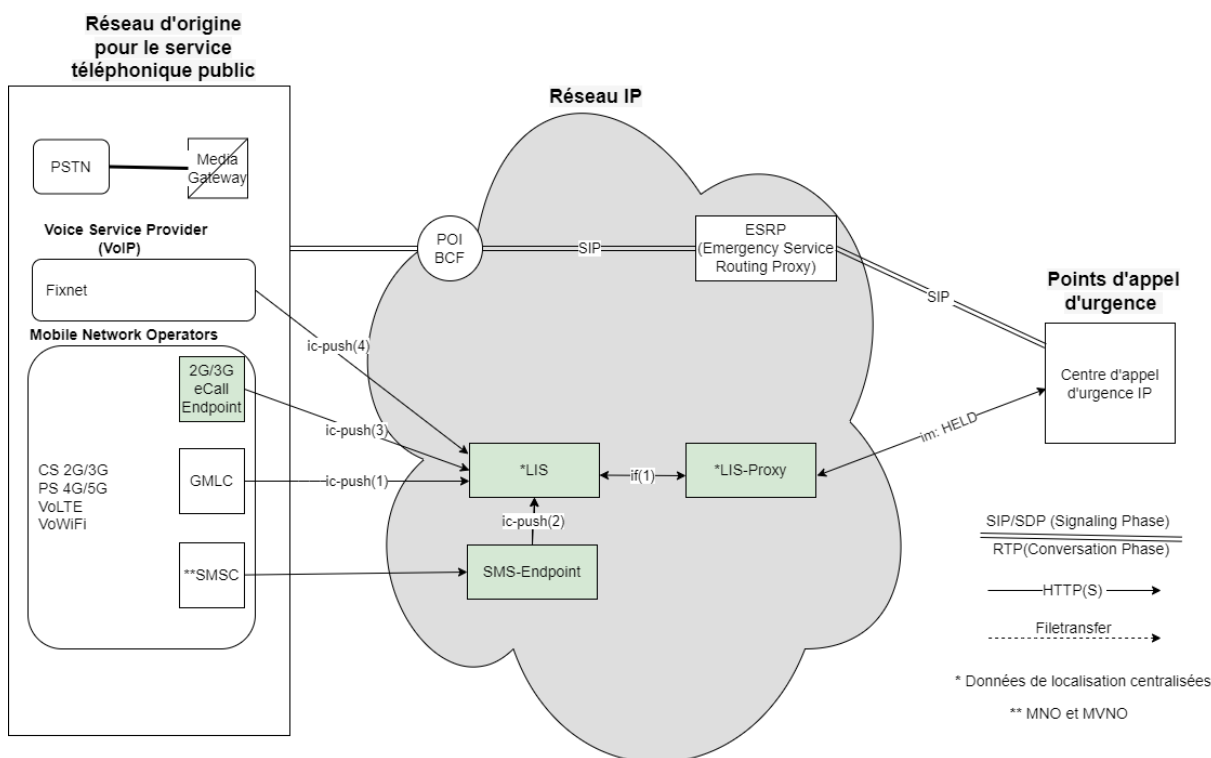 Réseau d'origine
pour le service
téléphonique public
Réseau IP
PSTN
Media
Gateway
Voice Service Provider
(VoIP)
Fixnet
POI
BCF
SIP
ESRP
(Emergency Service
Routing Proxy)
SIP
Points d'appel
d'urgence
Centre d'appel
d'urgence IP
Mobile Network Operators
2G/3G
eCall
Endpoint
CS 2G/3G
PS 4G/5G
VoLTE
VoWiFi
GMLC
**SMSC
ic-push(4)
ic-push(3)
ic-push(1)
*LIS
if(1)
*LIS-Proxy
im: HELD
ic-push(2)
SMS-Endpoint
SIP/SDP (Signaling Phase)
RTP(Conversation Phase)
HTTP(S)
Filetransfer
* Données de localisation centralisées
** MNO et MVNO